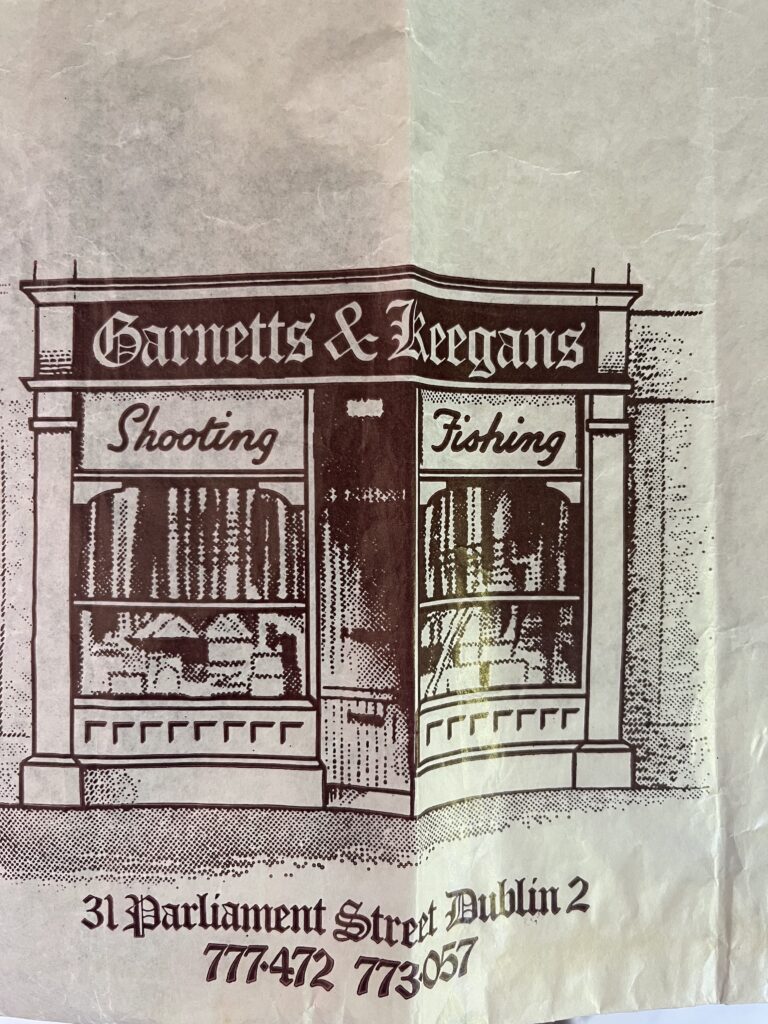 Garnetts & Keegans
Shooting
Fishing
31 Parliament Street Dublin 2
777·472 773·057